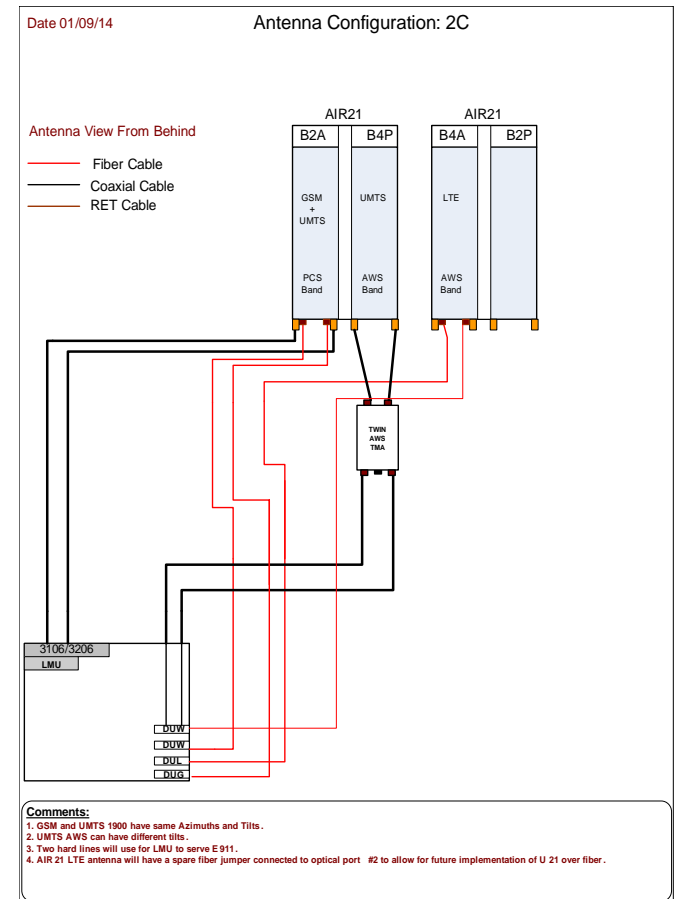 Date 01/09/14
Antenna Configuration: 2C
Antenna View From Behind
Fiber Cable
Coaxial Cable
RET Cable
AIR21
AIR21
B2A
B4P
B4A
B2P
GSM
+
UMTS
UMTS
LTE
PCS
Band
AWS
Band
AWS
Band
TWIN
AWS
TMA
3106/3206
LMU
DUW
DUW
DUL
DUG
Comments:
1. GSM and UMTS 1900 have same Azimuths and Tilts.
2. UMTS AWS can have different tilts.
3. Two hard lines will use for LMU to serve E911.
4. AIR 21 LTE antenna will have a spare fiber jumper connected to optical port #2 to allow for future implementation of U 21 over fiber.